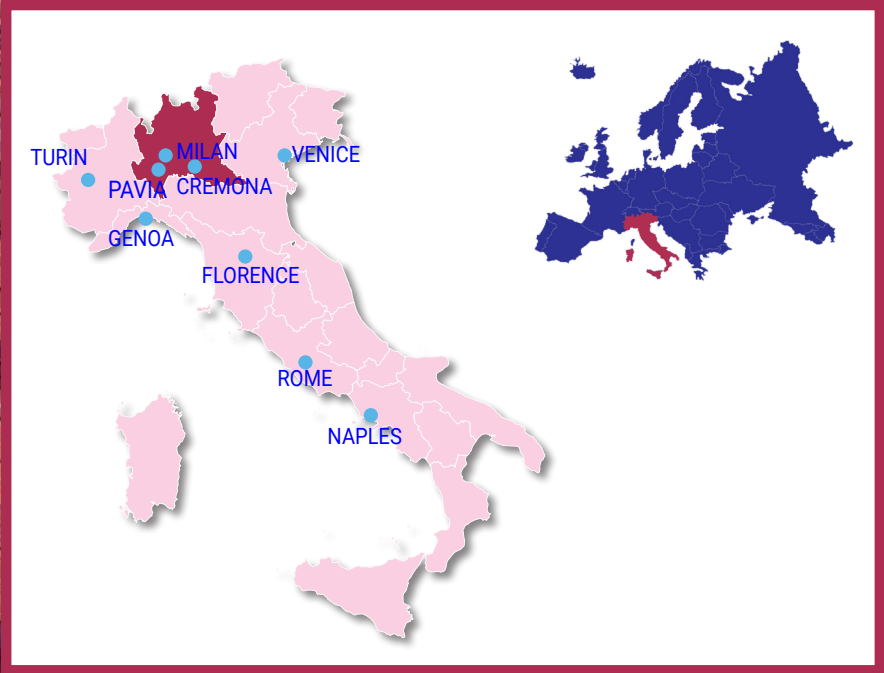 MILAN
TURIN
VENICE
PAVIA
CREMONA
GENOA
FLORENCE
ROME
NAPLES